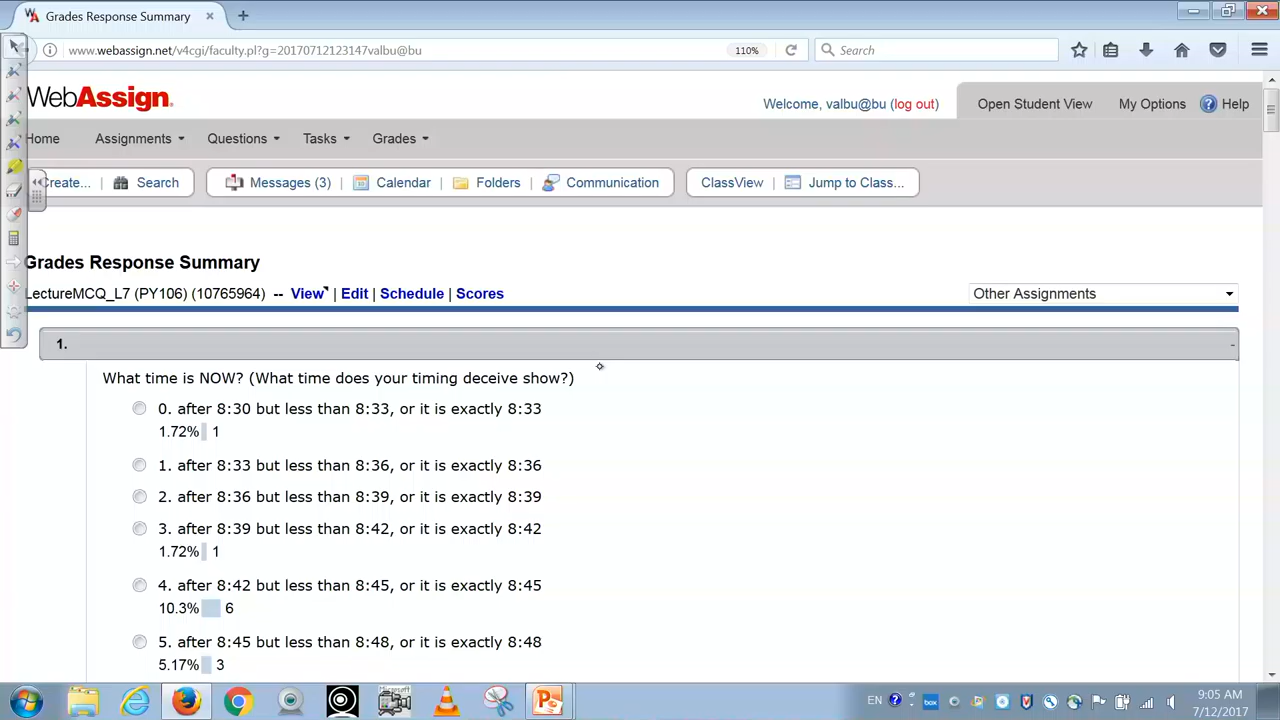 Grades Response Summary
www.webassign.net/v4cgi/faculty.pl?g=20170712123147valbu@bu
110%
Search
WebAssign.
Welcome, valbu@bu (log out)
Open Student View
My Options
? Help
Home
Assignments
Questions
Tasks
Grades
Create... | Search
Messages (3) | Calendar Folders Communication
ClassView | Jump to Class...
Grades Response Summary
LectureMCQ_L7 (PY106) (10765964) -- View | Edit | Schedule | Scores
Other Assignments
1.
What time is NOW? (What time does your timing deceive show?)
0. after 8:30 but less than 8:33, or it is exactly 8:33
1.72% 1
1. after 8:33 but less than 8:36, or it is exactly 8:36
2. after 8:36 but less than 8:39, or it is exactly 8:39
3. after 8:39 but less than 8:42, or it is exactly 8:42
1.72% 1
4. after 8:42 but less than 8:45, or it is exactly 8:45
10.3% 6
5. after 8:45 but less than 8:48, or it is exactly 8:48
5.17% 3
EN
9:05 AM
7/12/2017